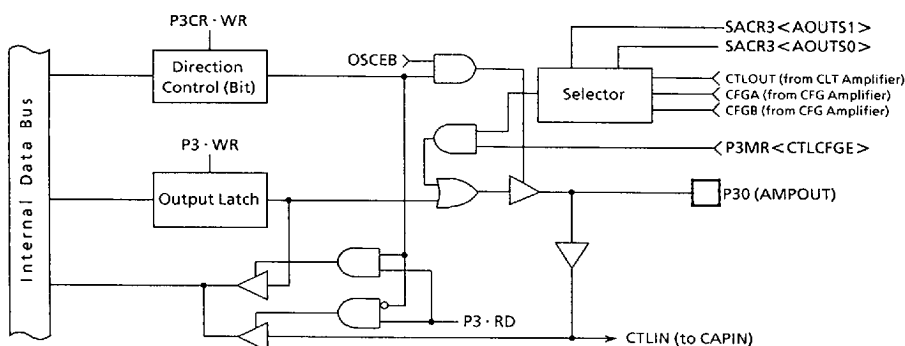 P3CR · WR
SACR3<AOUTS1>
SACR3<AOUTS0>
OSCEB
Direction
Control (Bit)
Selector
CTLOUT (from CLT Amplifier)
CFGA (from CFG Amplifier)
CFGB (from CFG Amplifier)
P3 · WR
P3MR<CTLCFGE>
Output Latch
P30 (AMPOUT)
Internal Data Bus
P3 · RD
CTLIN (to CAPIN)